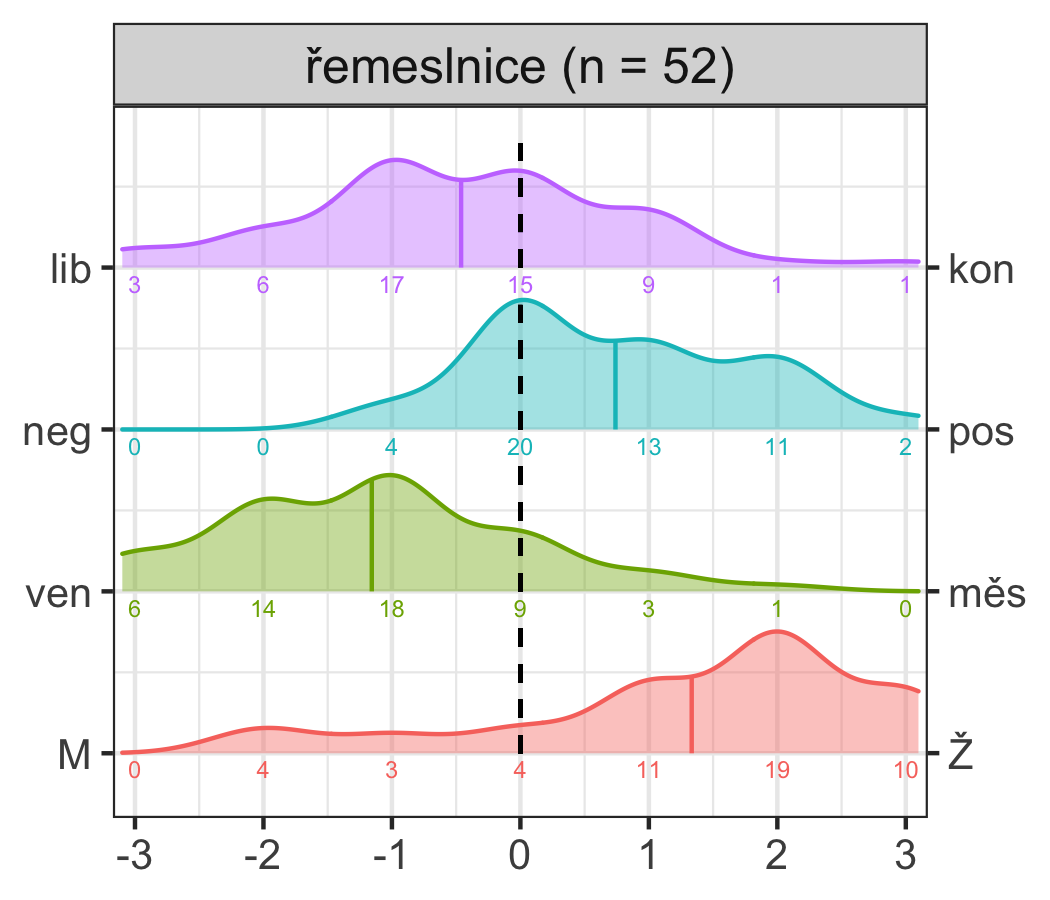 řemeslnice (n = 52)
lib kon
3 6 17 15 9 1 1
neg pos
0 0 4 20 13 11 2
ven měs
6 14 18 9 3 1 0
M Ž
0 4 3 4 11 19 10
-3 -2 -1 0 1 2 3